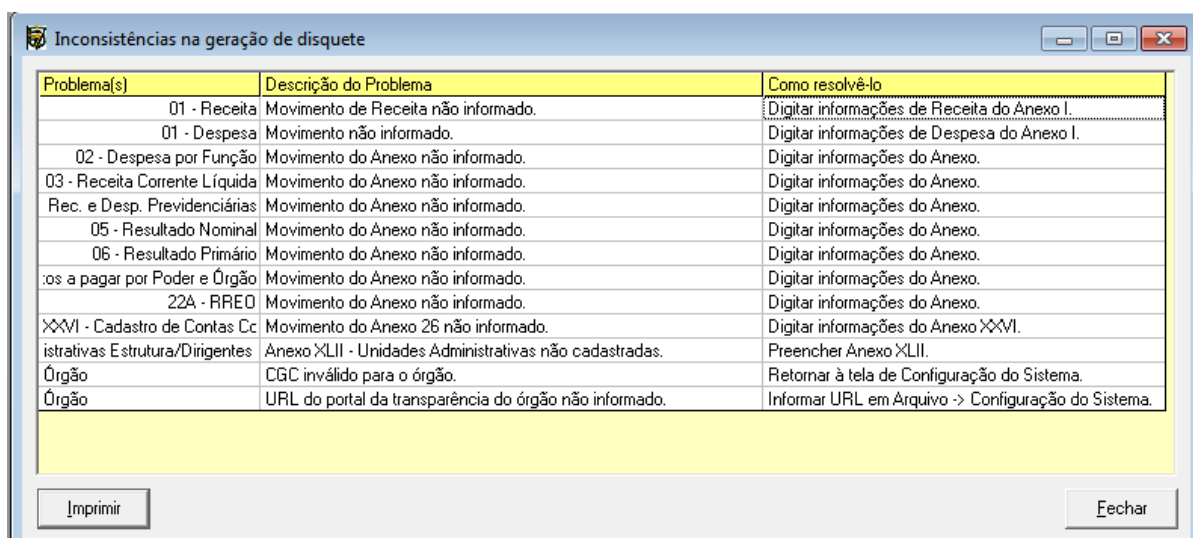 Inconsistências na geração de disquete
Problema(s) Descrição do Problema Como resolvê-lo
01 - Receita Movimento de Receita não informado. Digitar informações de Receita do Anexo I.
01 - Despesa Movimento não informado. Digitar informações de Despesa do Anexo I.
02 - Despesa por Função Movimento do Anexo não informado. Digitar informações do Anexo.
03 - Receita Corrente Líquida Movimento do Anexo não informado. Digitar informações do Anexo.
Rec. e Desp. Previdenciárias Movimento do Anexo não informado. Digitar informações do Anexo.
05 - Resultado Nominal Movimento do Anexo não informado. Digitar informações do Anexo.
06 - Resultado Primário Movimento do Anexo não informado. Digitar informações do Anexo.
:os a pagar por Poder e Órgão Movimento do Anexo não informado. Digitar informações do Anexo.
22A - RREO Movimento do Anexo não informado. Digitar informações do Anexo.
XXVI - Cadastro de Contas Cc Movimento do Anexo 26 não informado. Digitar informações do Anexo XXVI.
istrativas Estrutura/Dirigentes Anexo XLII - Unidades Administrativas não cadastradas. Preencher Anexo XLII.
Órgão CGC inválido para o órgão. Retornar à tela de Configuração do Sistema.
Órgão URL do portal da transparência do órgão não informado. Informar URL em Arquivo -> Configuração do Sistema.
Imprimir Fechar